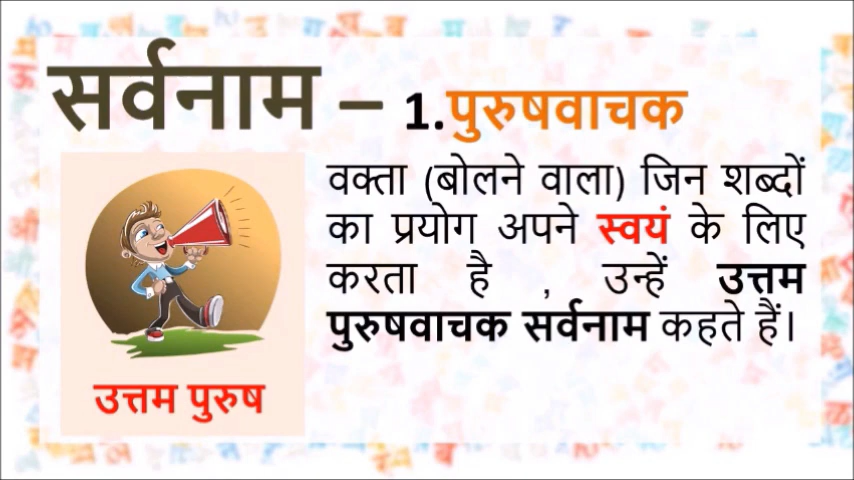 सर्वनाम – 1.पुरुषवाचक
वक्ता (बोलने वाला) जिन शब्दों
का प्रयोग अपने स्वयं के लिए
करता है , उन्हें उत्तम
पुरुषवाचक सर्वनाम कहते हैं।
उत्तम पुरुष